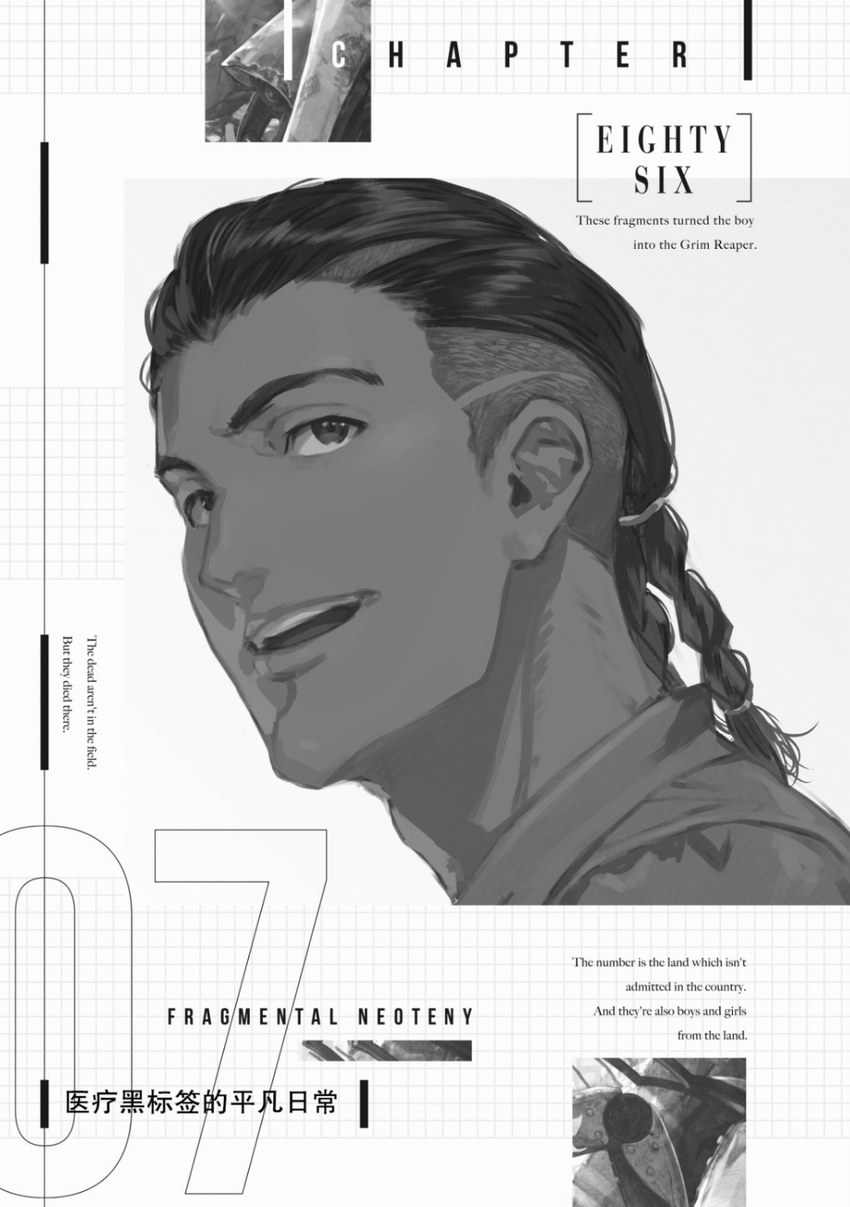 CHAPTER
EIGHTY
SIX
These fragments turned the boy
into the Grim Reaper.
The dead aren't in the field.
But they died there.
07
The number is the land which isn't
admitted in the country.
And they're also boys and girls
from the land.
FRAGMENTAL NEOTENY
医疗黑标签的平凡日常